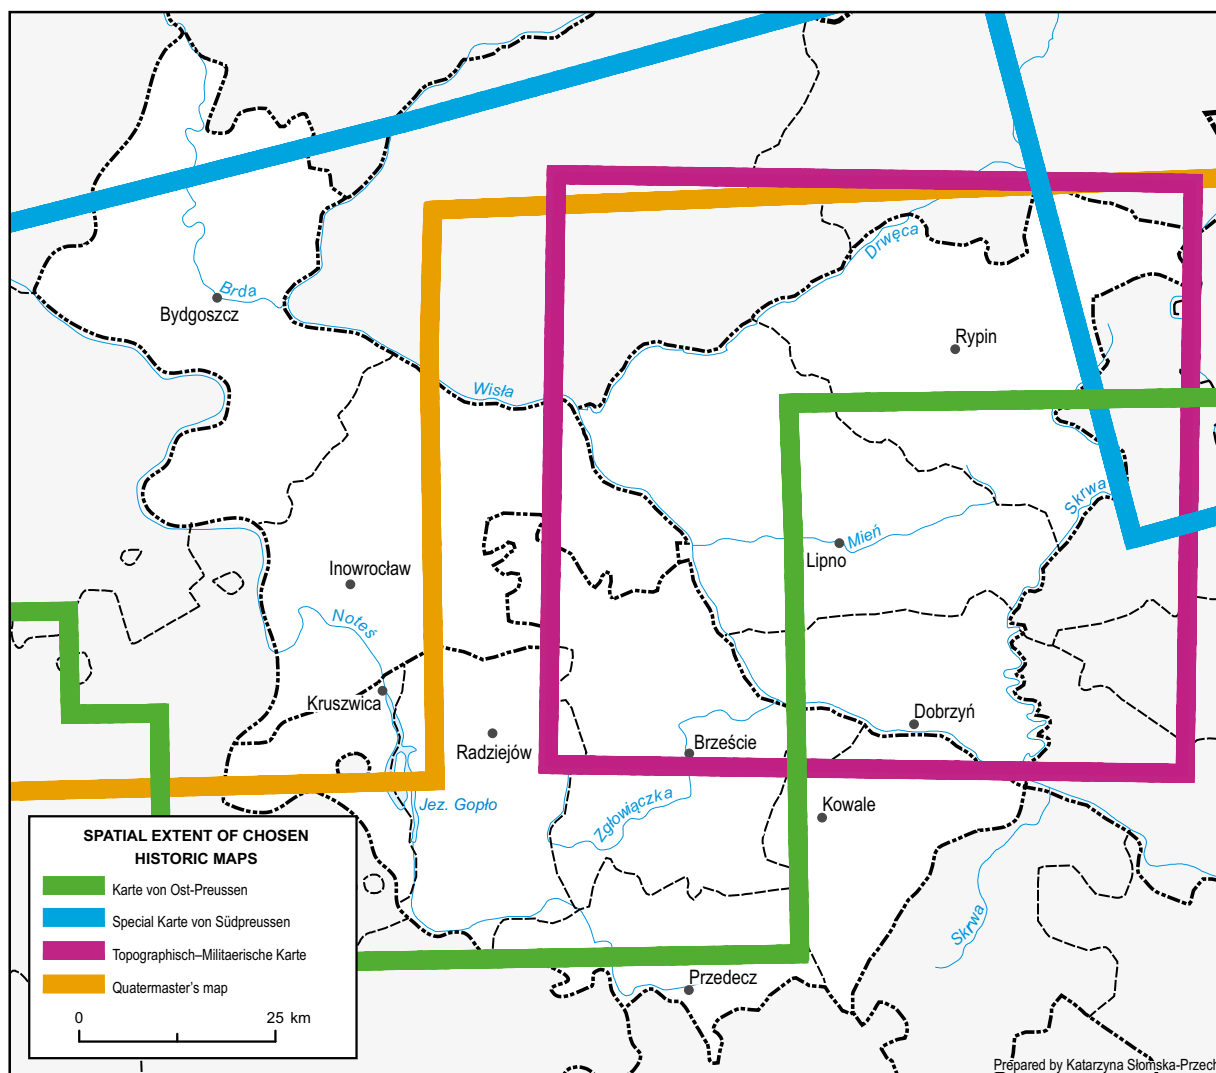 Drwęca
Brda
Bydgoszcz
Rypin
Wisła
Skrwa
Mień
Lipno
Inowrocław
Noteś
Kruszwica
Dobrzyń
Radziejów
Brzeście
Jez. Gopło
Zgłowiączka
Kowale
SPATIAL EXTENT OF CHOSEN
HISTORIC MAPS
Karte von Ost-Preussen
Special Karte von Südpreussen
Topographisch–Militaerische Karte
Quatermaster's map
0 25 km
Skrwa
Przedecz
Prepared by Katarzyna Słomska-Przech